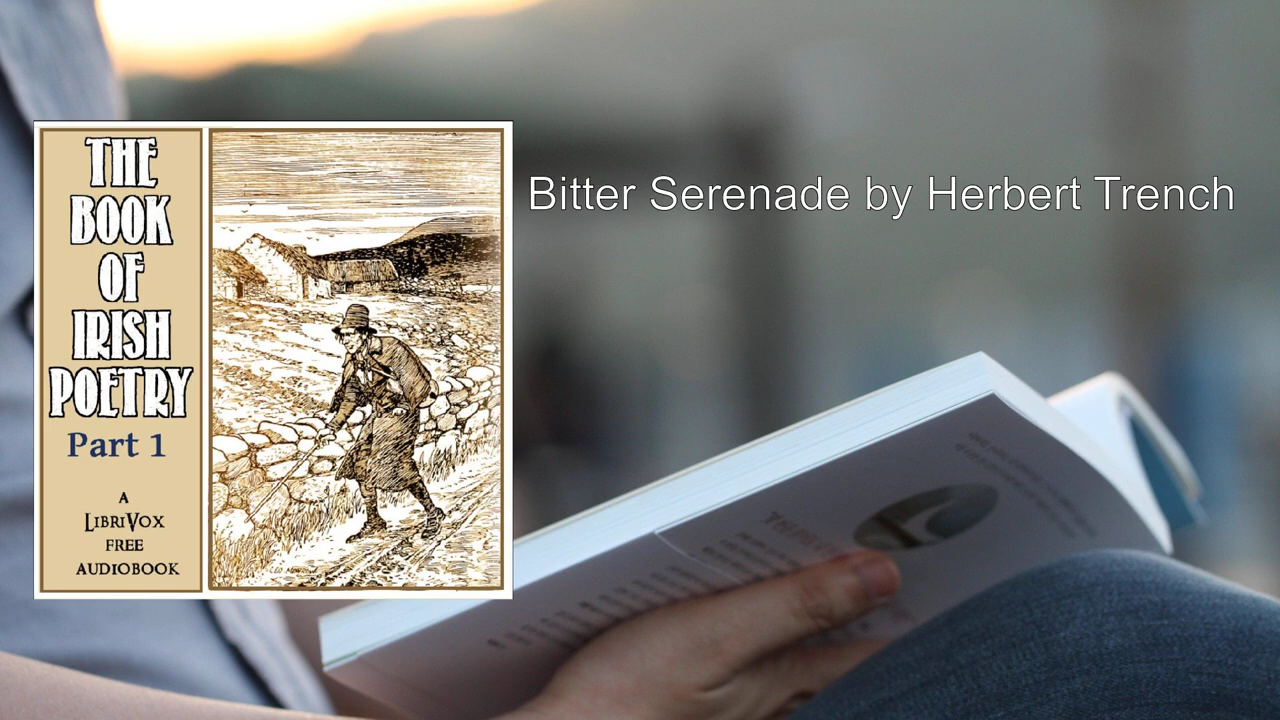 THE
BOOK
OF
IRISH
POETRY
Part 1
A
LIBRIVOX
FREE
AUDIOBOOK
Bitter Serenade by Herbert Trench